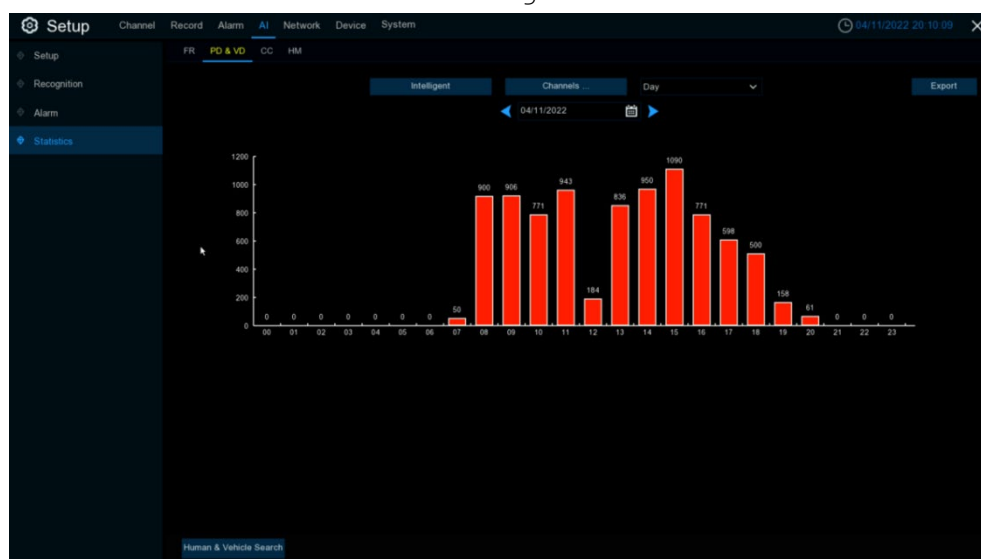 Setup Channel Record Alarm AI Network Device System 04/11/2022 20:10:09
Setup FR PD & VD CC HM
Recognition Intelligent Channels ... Day Export
Alarm 04/11/2022
Statistics
1200 1090
1000 900 906 943 950
800 771 836 771
600 598
400 500
200 184 158
0 0 0 0 0 0 0 0 50 61 0 0 0
00 01 02 03 04 05 06 07 08 09 10 11 12 13 14 15 16 17 18 19 20 21 22 23
Human & Vehicle Search